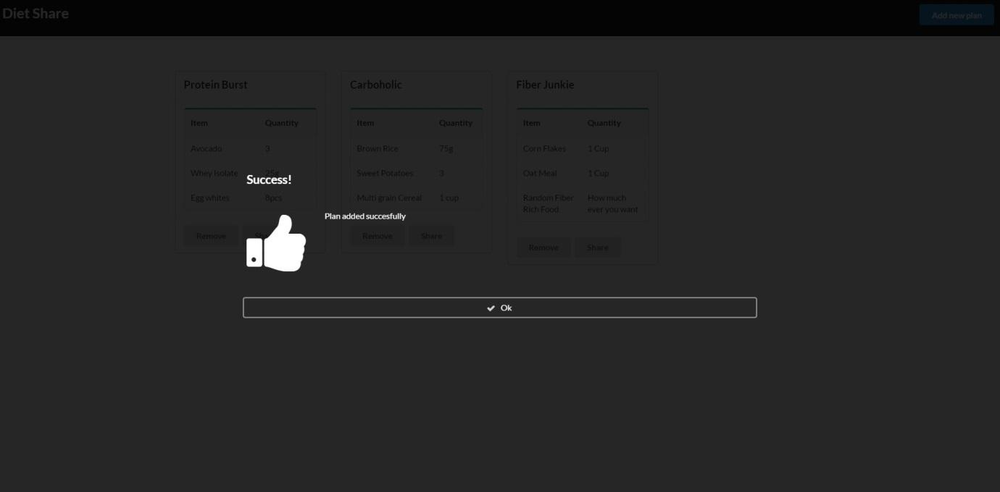 Diet Share
Add new plan
Protein Burst
Item Quantity
Avocado 3
Whey Isolate 25g
Egg whites 8pcs
Remove
Carboholic
Item Quantity
Brown Rice 75g
Sweet Potatoes 3
Multi grain Cereal 1 cup
Remove Share
Fiber Junkie
Item Quantity
Corn Flakes 1 Cup
Oat Meal 1 Cup
Random Fiber How much
Rich Food ever you want
Remove Share
Success!
Plan added succesfully
Ok